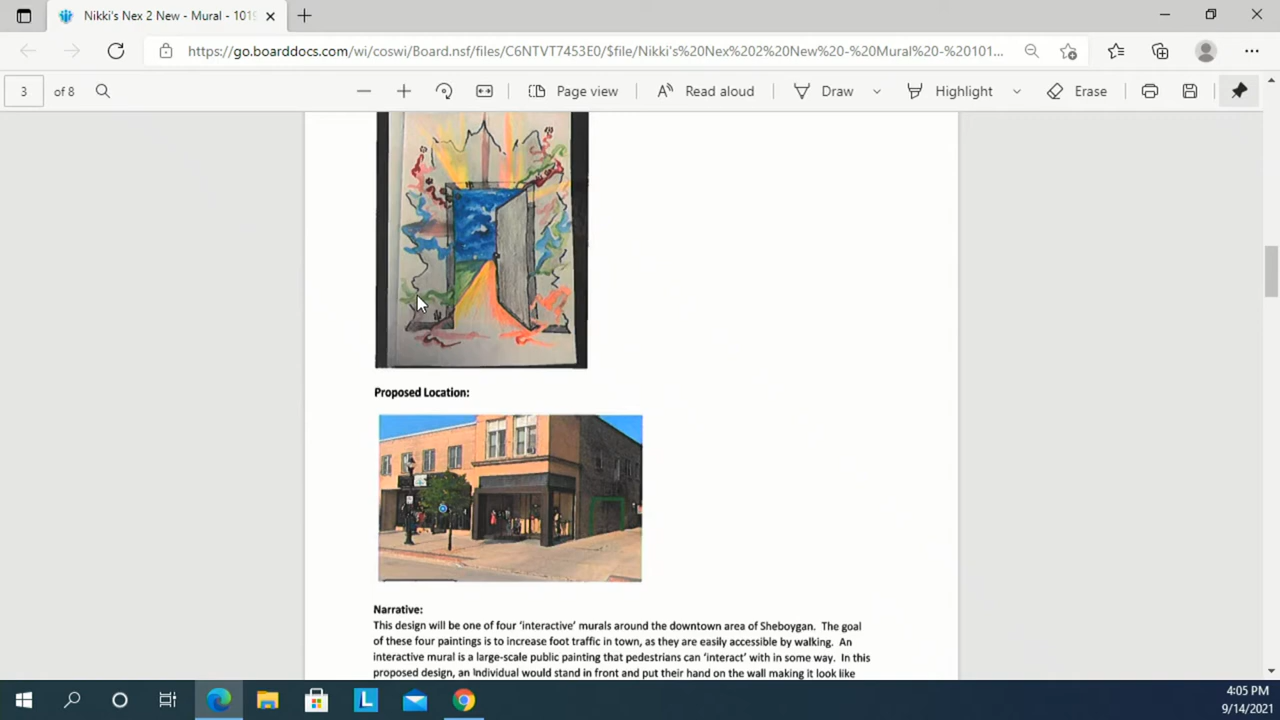 Nikki's Nex 2 New - Mural - 1019
https://go.boarddocs.com/wi/coswi/Board.nsf/files/C6NTVT7453E0/$file/Nikki's%20Nex%202%20New%20-%20Mural%20-%20101...
3 of 8
Page view
Read aloud
Draw
Highlight
Erase
Proposed Location:
Narrative:
This design will be one of four 'interactive' murals around the downtown area of Sheboygan. The goal
of these four paintings is to increase foot traffic in town, as they are easily accessible by walking. An
interactive mural is a large-scale public painting that pedestrians can 'interact' with in some way. In this
proposed design, an individual would stand in front and put their hand on the wall making it look like
L
4:05 PM
9/14/2021